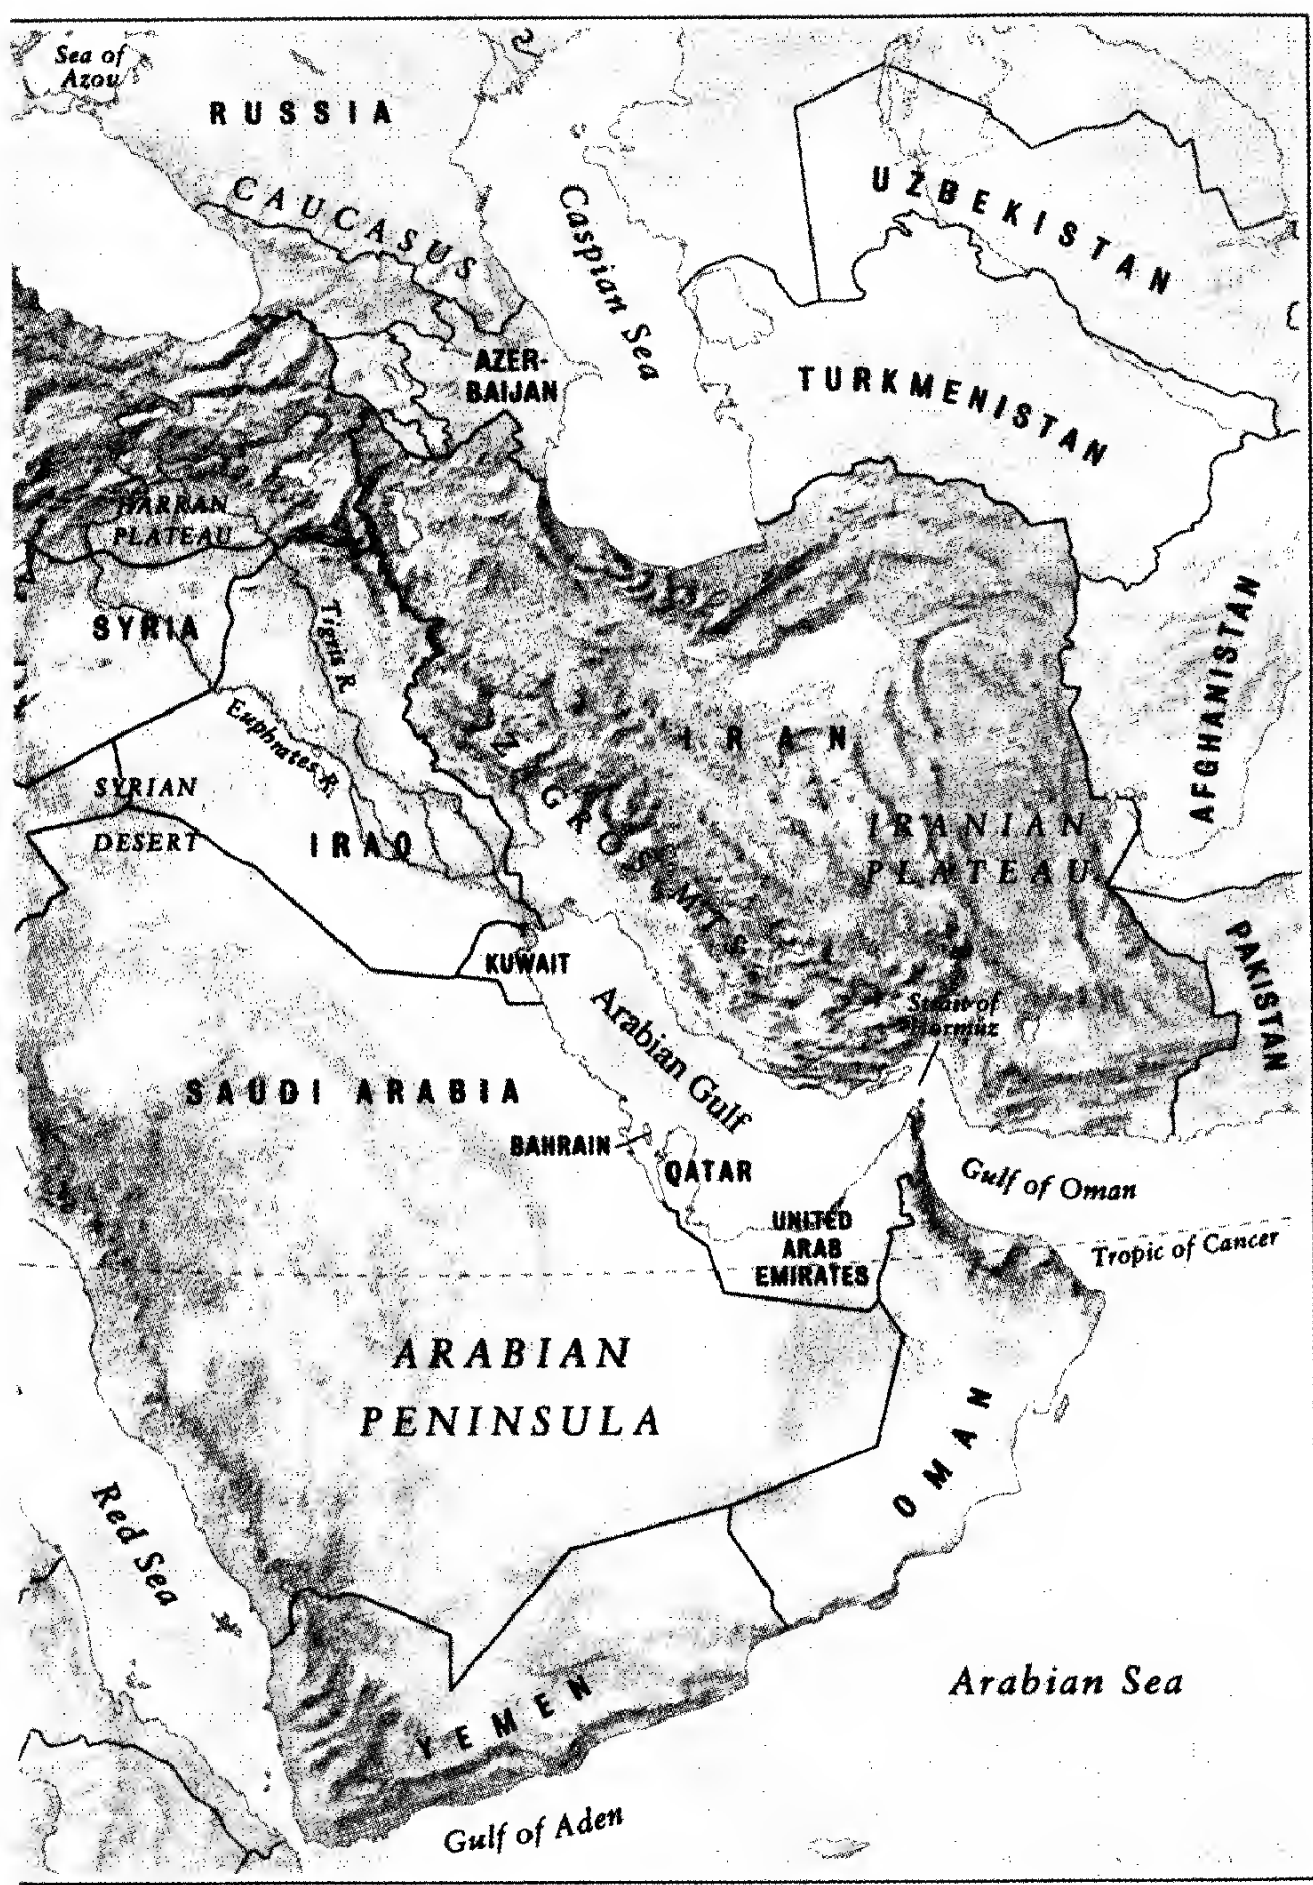 Sea of
Azov
RUSSIA
CAUCASUS
Caspian Sea
UZBEKISTAN
AZER-
BAIJAN
TURKMENISTAN
HARRAN
PLATEAU
SYRIA
Tigris R.
Euphrates R.
AFGHANISTAN
IRAN
ZAGROS MTS.
SYRIAN
DESERT
IRAQ
IRANIAN
PLATEAU
KUWAIT
PAKISTAN
Arabian Gulf
Strait of
Hormuz
SAUDI ARABIA
BAHRAIN
QATAR
Gulf of Oman
UNITED
ARAB
EMIRATES
Tropic of Cancer
ARABIAN
PENINSULA
OMAN
Red Sea
YEMEN
Arabian Sea
Gulf of Aden